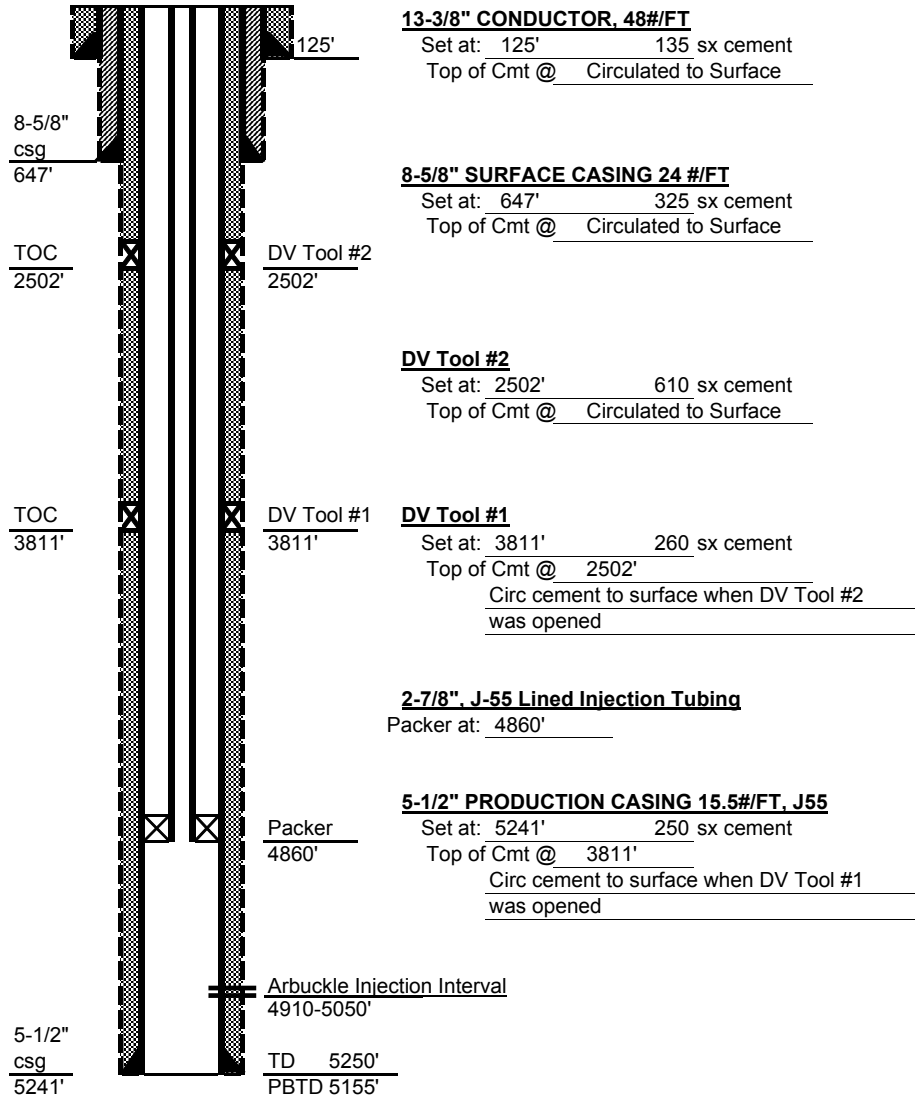 13-3/8" CONDUCTOR, 48#/FT
125'
Set at: 125' 135 sx cement
Top of Cmt @ Circulated to Surface
8-5/8"
csg
647'
8-5/8" SURFACE CASING 24 #/FT
Set at: 647' 325 sx cement
Top of Cmt @ Circulated to Surface
TOC
2502'
DV Tool #2
2502'
DV Tool #2
Set at: 2502' 610 sx cement
Top of Cmt @ Circulated to Surface
TOC
3811'
DV Tool #1
3811'
DV Tool #1
Set at: 3811' 260 sx cement
Top of Cmt @ 2502'
Circ cement to surface when DV Tool #2
was opened
2-7/8", J-55 Lined Injection Tubing
Packer at: 4860'
Packer
4860'
5-1/2" PRODUCTION CASING 15.5#/FT, J55
Set at: 5241' 250 sx cement
Top of Cmt @ 3811'
Circ cement to surface when DV Tool #1
was opened
Arbuckle Injection Interval
4910-5050'
5-1/2"
csg
5241'
TD 5250'
PBTD 5155'